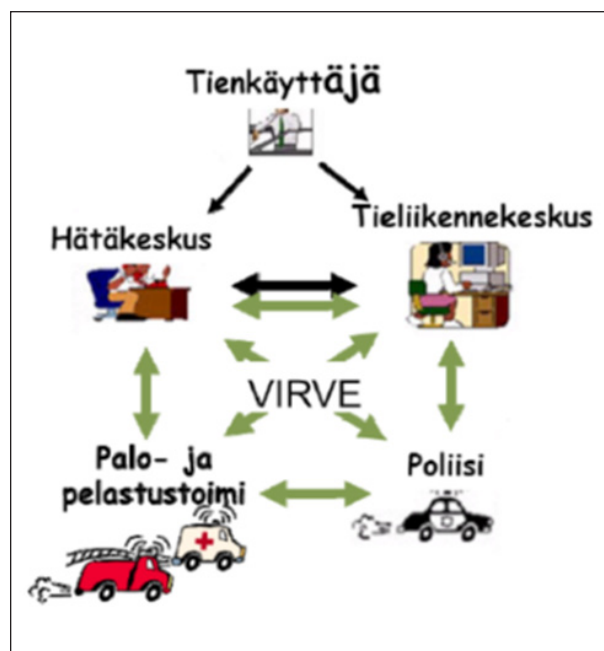 Tienkäyttäjä
Tieliikennekeskus
Hätäkeskus
VIRVE
Palo- ja
pelastustoimi
Poliisi